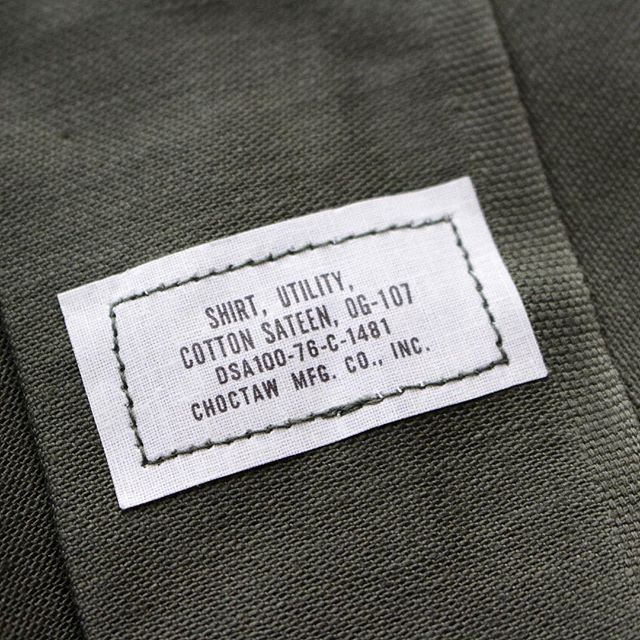 SHIRT, UTILITY,
COTTON SATEEN, OG-107
DSA100-76-C-1481
CHOCTAW MFG. CO., INC.